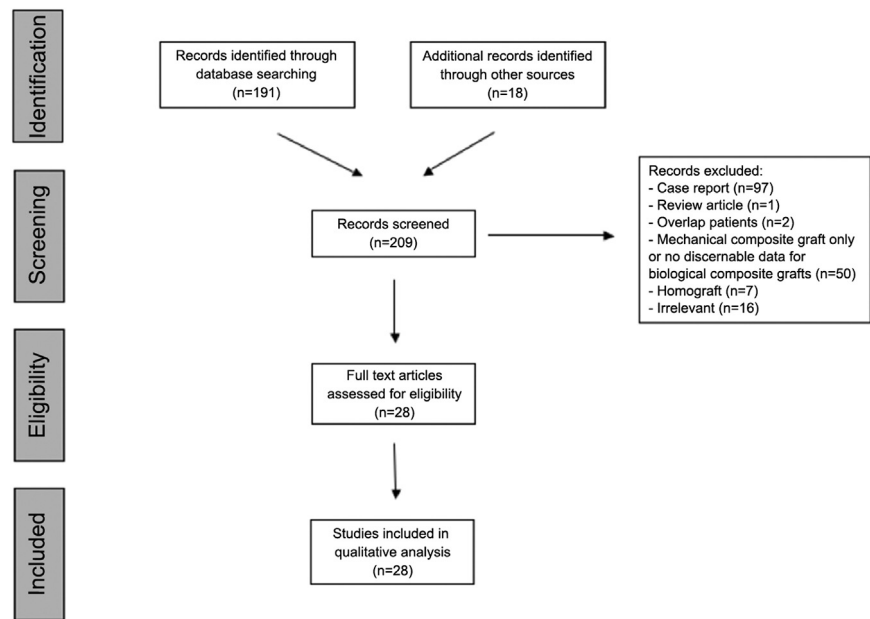 Identification
Records identified through
database searching
(n=191)
Additional records identified
through other sources
(n=18)
Screening
Records screened
(n=209)
Records excluded:
- Case report (n=97)
- Review article (n=1)
- Overlap patients (n=2)
- Mechanical composite graft only
or no discernable data for
biological composite grafts (n=50)
- Homograft (n=7)
- Irrelevant (n=16)
Eligibility
Full text articles
assessed for eligibility
(n=28)
Included
Studies included in
qualitative analysis
(n=28)